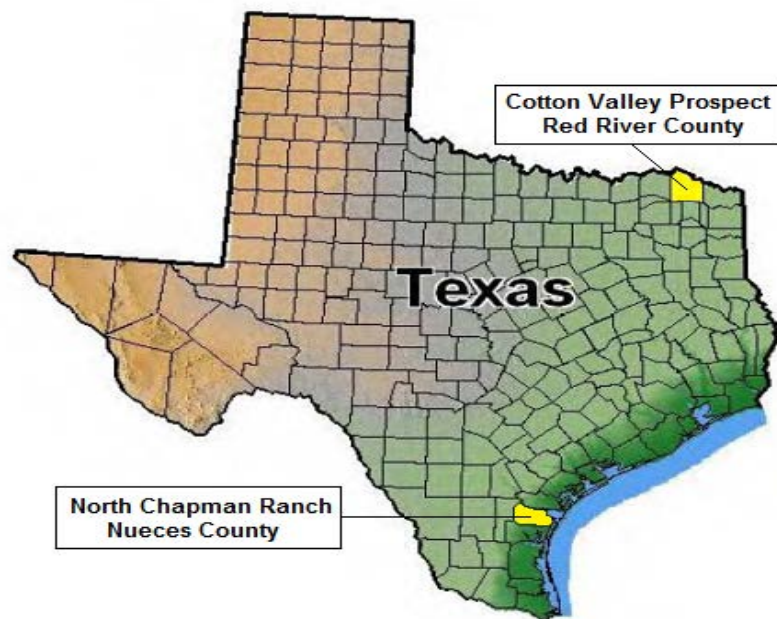 Cotton Valley Prospect
Red River County
Texas
North Chapman Ranch
Nueces County